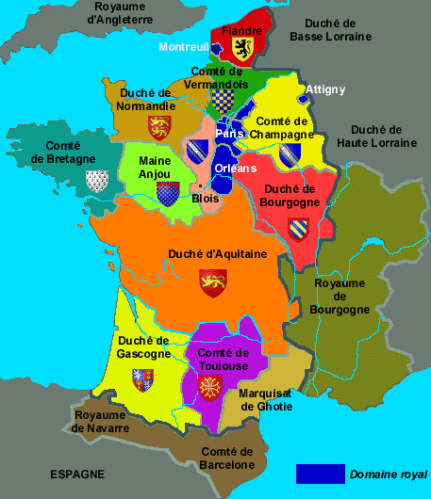 Royaume
d'Angleterre
Flandre
Duché de
Basse Lorraine
Montreuil
Comté de
Vermandois
Attigny
Duché de
Normandie
Paris
Comté de
Champagne
Duché de
Haute Lorraine
Comté
de Bretagne
Maine
Anjou
Orléans
Blois
Duché de
Bourgogne
Duché d'Aquitaine
Royaume
de
Bourgogne
Duché de
Gascogne
Comté de
Toulouse
Marquisat
de Ghotie
Royaume
de Navarre
Comté de
Barcelone
ESPAGNE
Domaine royal